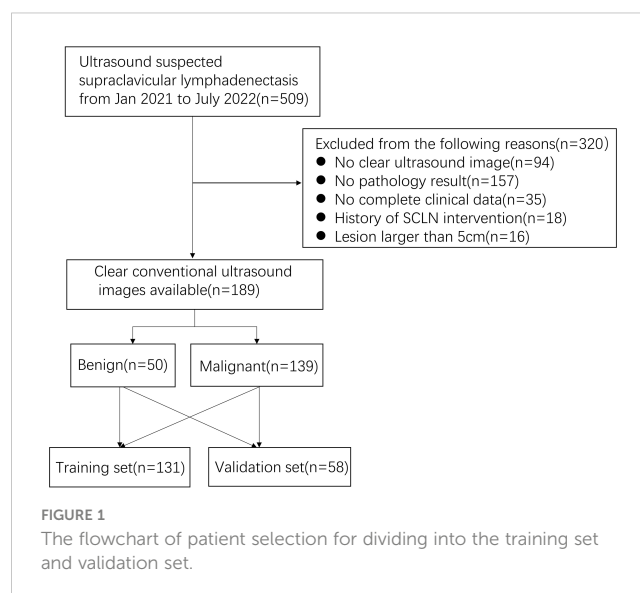 Ultrasound suspected
supraclavicular lymphadenectasis
from Jan 2021 to July 2022(n=509)
Excluded from the following reasons(n=320)
● No clear ultrasound image(n=94)
● No pathology result(n=157)
● No complete clinical data(n=35)
● History of SCLN intervention(n=18)
● Lesion larger than 5cm(n=16)
Clear conventional ultrasound
images available(n=189)
Benign(n=50)
Malignant(n=139)
Training set(n=131)
Validation set(n=58)
FIGURE 1
The flowchart of patient selection for dividing into the training set
and validation set.